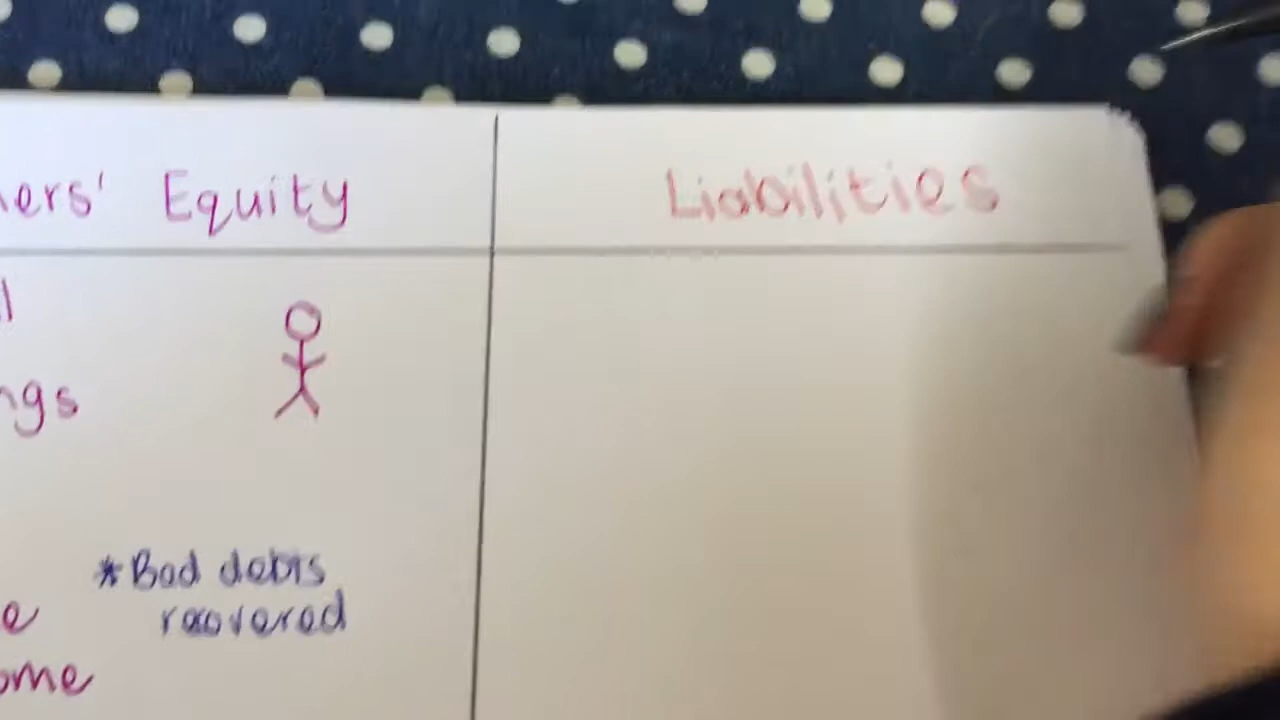 ers' Equity
Liabilities
l
ngs
*Bad debts
recovered
e
ome